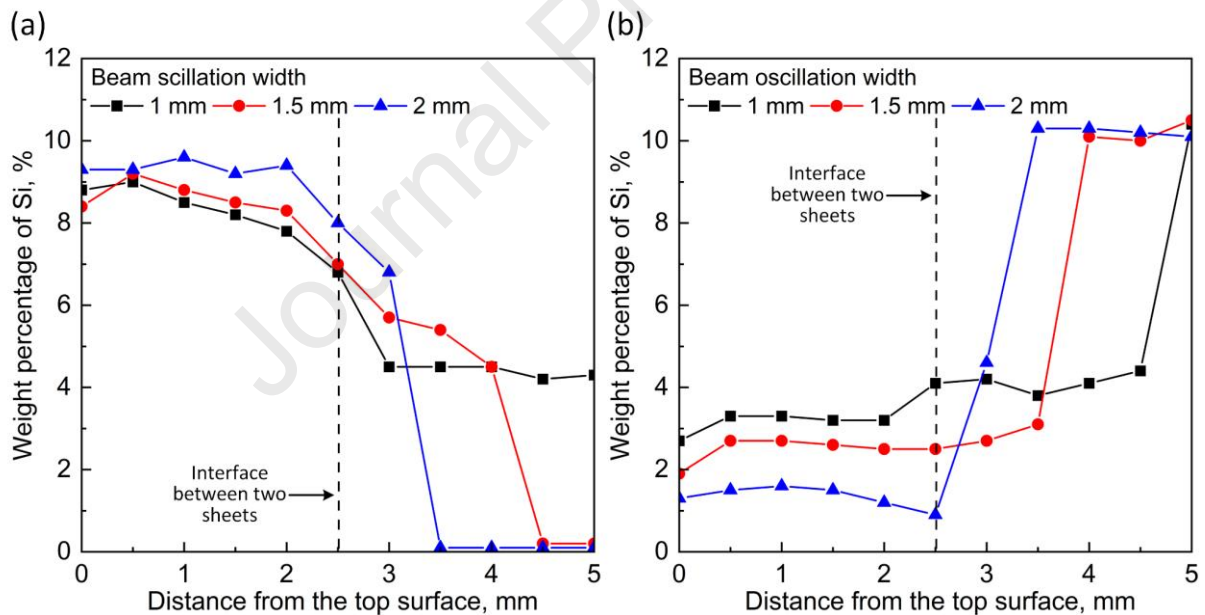 (a)
12
10
8
6
4
2
0
Weight percentage of Si, %
Beam scillation width
1 mm 1.5 mm 2 mm
Interface
between two
sheets
0 1 2 3 4 5
Distance from the top surface, mm
(b)
12
10
8
6
4
2
0
Weight percentage of Si, %
Beam oscillation width
1 mm 1.5 mm 2 mm
Interface
between two
sheets
0 1 2 3 4 5
Distance from the top surface, mm
Journal Pr